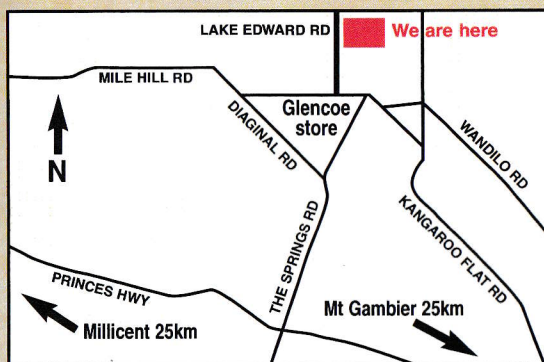 LAKE EDWARD RD
We are here
MILE HILL RD
Glencoe
store
DIAGINAL RD
WANDILO RD
N
THE SPRINGS RD
KANGAROO FLAT RD
PRINCES HWY
Mt Gambier 25km
Millicent 25km